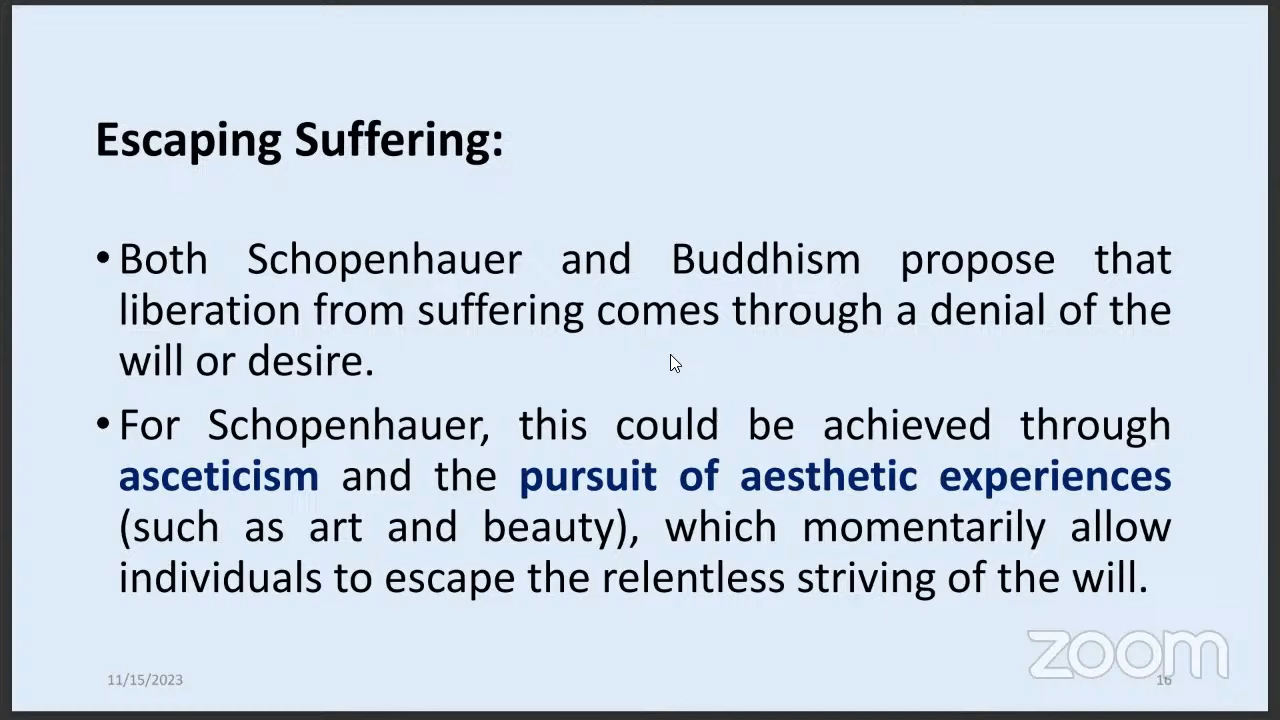 Escaping Suffering:
• Both Schopenhauer and Buddhism propose that
liberation from suffering comes through a denial of the
will or desire.
• For Schopenhauer, this could be achieved through
asceticism and the pursuit of aesthetic experiences
(such as art and beauty), which momentarily allow
individuals to escape the relentless striving of the will.
zoom
11/15/2023
16